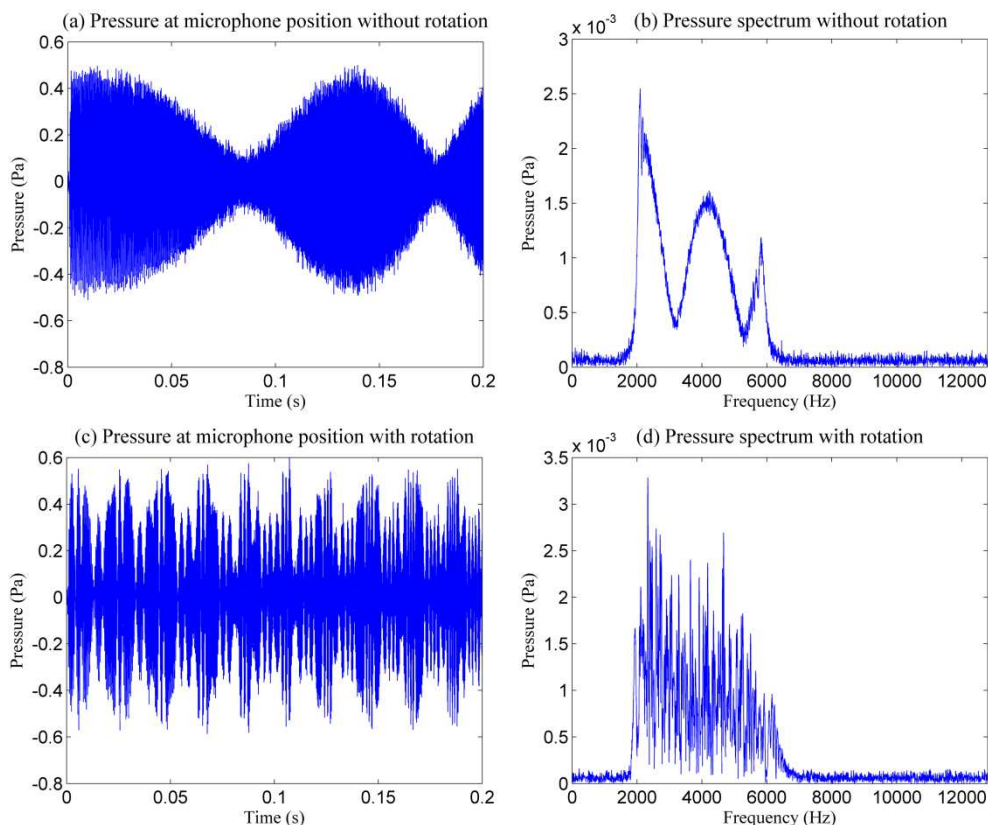 (a) Pressure at microphone position without rotation
Pressure (Pa)
0.6
0.4
0.2
0
-0.2
-0.4
-0.6
-0.8
0 0.05 0.1 0.15 0.2
Time (s)
(b) Pressure spectrum without rotation
x 10⁻³
Pressure (Pa)
3
2.5
2
1.5
1
0.5
0
0 2000 4000 6000 8000 10000 12000
Frequency (Hz)
(c) Pressure at microphone position with rotation
Pressure (Pa)
0.6
0.4
0.2
0
-0.2
-0.4
-0.6
-0.8
0 0.05 0.1 0.15 0.2
Time (s)
(d) Pressure spectrum with rotation
x 10⁻³
Pressure (Pa)
3.5
3
2.5
2
1.5
1
0.5
0
0 2000 4000 6000 8000 10000 12000
Frequency (Hz)